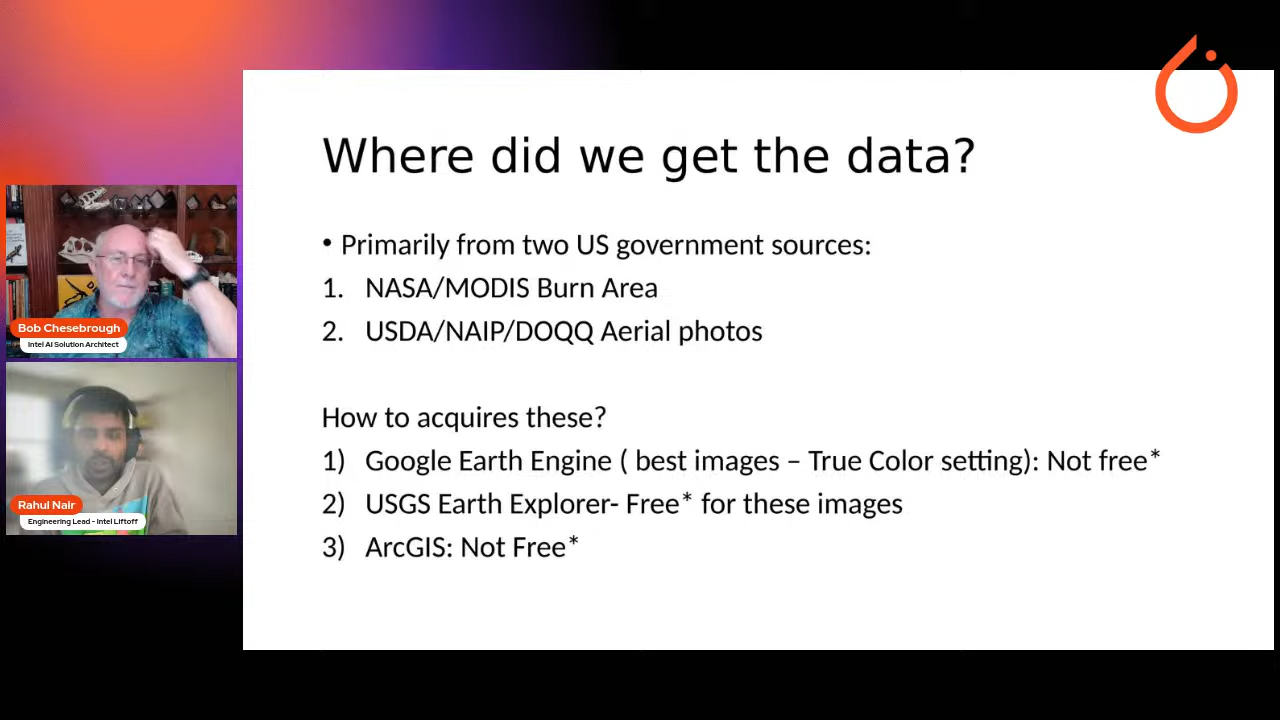 Where did we get the data?
• Primarily from two US government sources:
1. NASA/MODIS Burn Area
2. USDA/NAIP/DOQQ Aerial photos
How to acquires these?
1) Google Earth Engine ( best images – True Color setting): Not free*
2) USGS Earth Explorer- Free* for these images
3) ArcGIS: Not Free*
Bob Chesebrough
Intel AI Solution Architect
Rahul Nair
Engineering Lead - Intel Liftoff